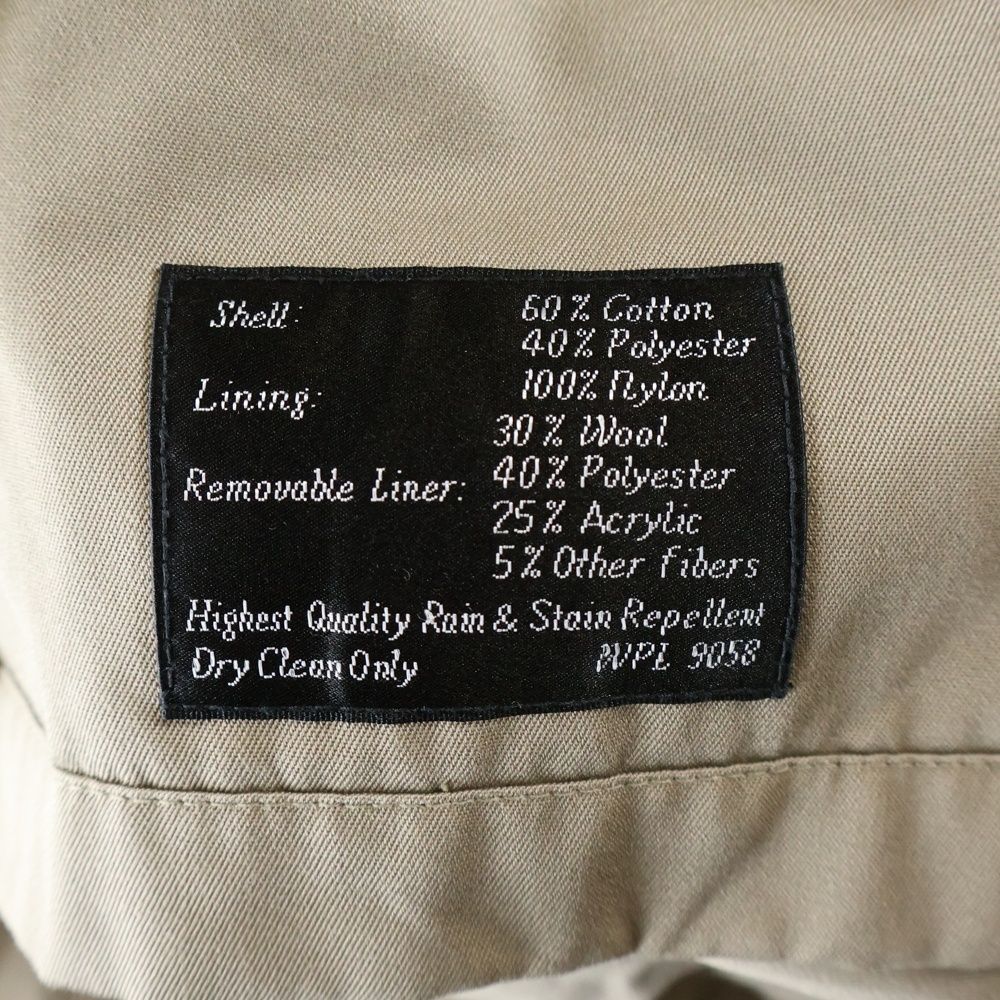 Shell: 60% Cotton
40% Polyester
Lining: 100% Nylon
30% Wool
Removable Liner: 40% Polyester
25% Acrylic
5% Other fibers
Highest Quality Rain & Stain Repellent
Dry Clean Only WPL 9058